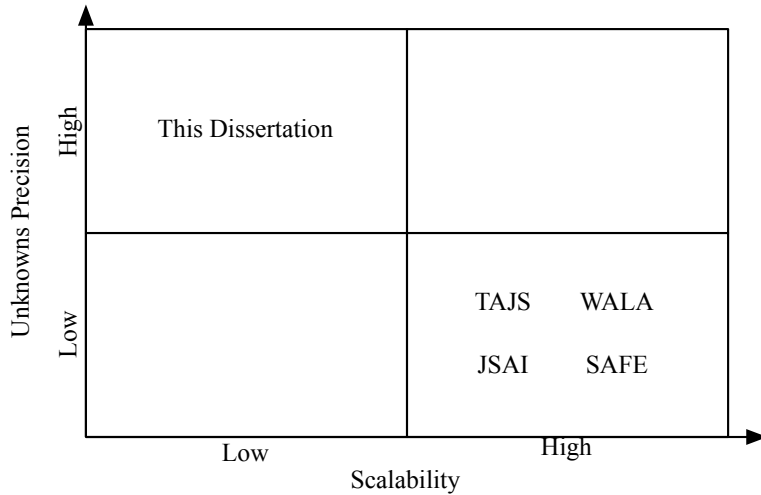 Unknowns Precision
High
Low
This Dissertation
TAJS WALA
JSAI SAFE
Low High
Scalability